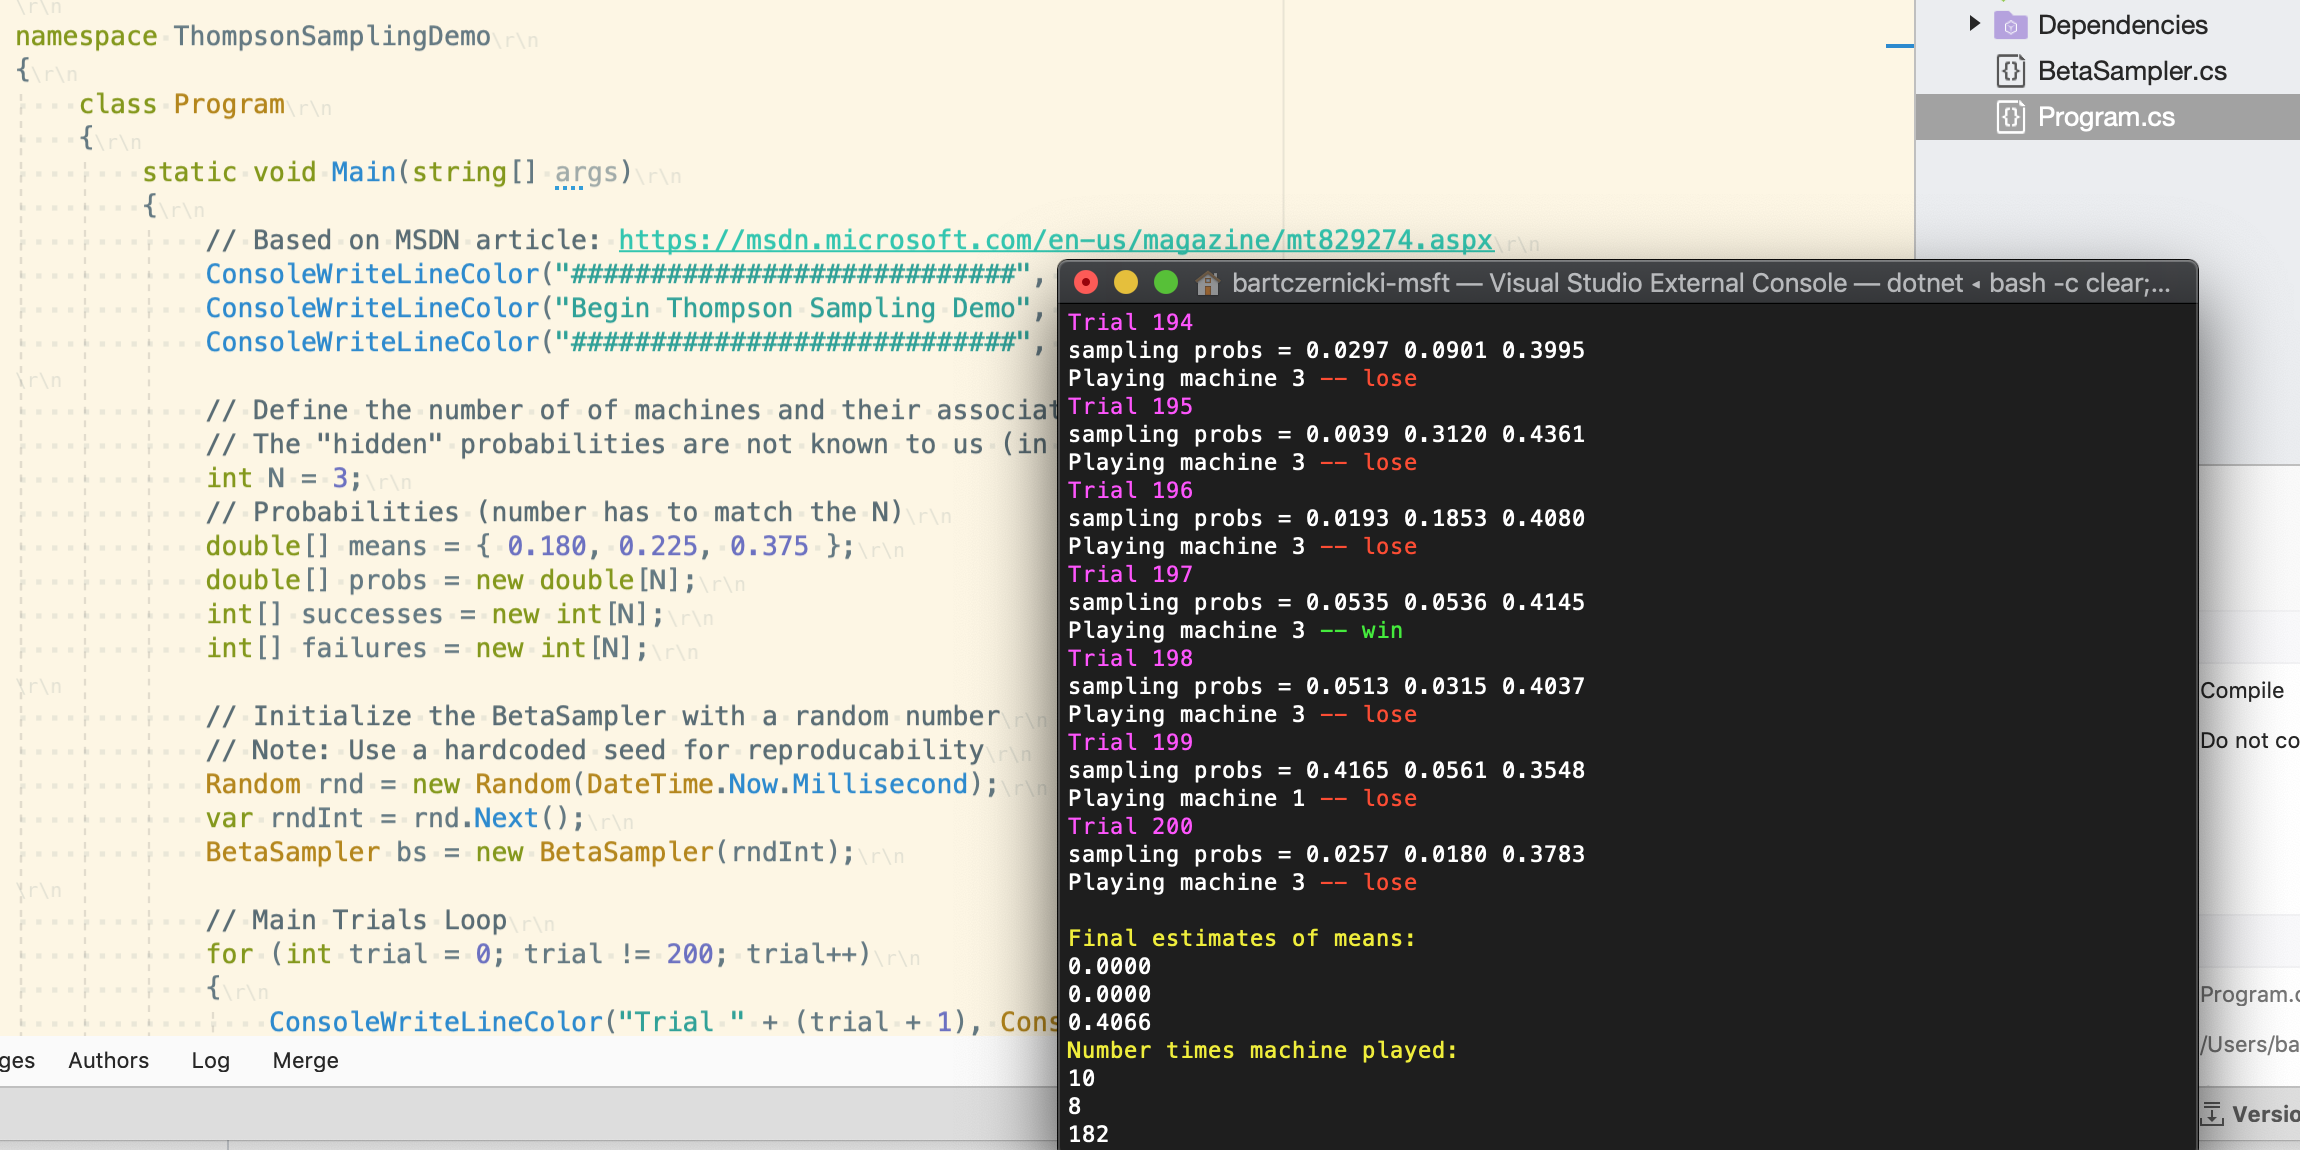 namespace ThompsonSamplingDemo\r\n
{\r\n
class Program\r\n
{\r\n
static void Main(string[] args)\r\n
{\r\n
// Based on MSDN article: https://msdn.microsoft.com/en-us/magazine/mt829274.aspx\r\n
ConsoleWriteLineColor("############################",
ConsoleWriteLineColor("Begin Thompson Sampling Demo",
ConsoleWriteLineColor("############################",
\r\n
// Define the number of of machines and their associat
// The "hidden" probabilities are not known to us (in
int N = 3;\r\n
// Probabilities (number has to match the N)\r\n
double[] means = { 0.180, 0.225, 0.375 };\r\n
double[] probs = new double[N];\r\n
int[] successes = new int[N];\r\n
int[] failures = new int[N];\r\n
\r\n
// Initialize the BetaSampler with a random number\r\n
// Note: Use a hardcoded seed for reproducability\r\n
Random rnd = new Random(DateTime.Now.Millisecond);\r\n
var rndInt = rnd.Next();\r\n
BetaSampler bs = new BetaSampler(rndInt);\r\n
\r\n
// Main Trials Loop\r\n
for (int trial = 0; trial != 200; trial++)\r\n
{\r\n
ConsoleWriteLineColor("Trial " + (trial + 1), Cons
ges Authors Log Merge
Dependencies
BetaSampler.cs
Program.cs
bartczernicki-msft — Visual Studio External Console — dotnet ◂ bash -c clear;...
Trial 194
sampling probs = 0.0297 0.0901 0.3995
Playing machine 3 -- lose
Trial 195
sampling probs = 0.0039 0.3120 0.4361
Playing machine 3 -- lose
Trial 196
sampling probs = 0.0193 0.1853 0.4080
Playing machine 3 -- lose
Trial 197
sampling probs = 0.0535 0.0536 0.4145
Playing machine 3 -- win
Trial 198
sampling probs = 0.0513 0.0315 0.4037
Playing machine 3 -- lose
Trial 199
sampling probs = 0.4165 0.0561 0.3548
Playing machine 1 -- lose
Trial 200
sampling probs = 0.0257 0.0180 0.3783
Playing machine 3 -- lose
Final estimates of means:
0.0000
0.0000
0.4066
Number times machine played:
10
8
182
Compile
Do not co
Program.c
/Users/ba
Versio